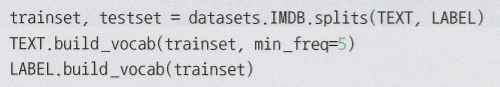 trainset, testset = datasets.IMDB.splits(TEXT, LABEL)
TEXT.build_vocab(trainset, min_freq=5)
LABEL.build_vocab(trainset)